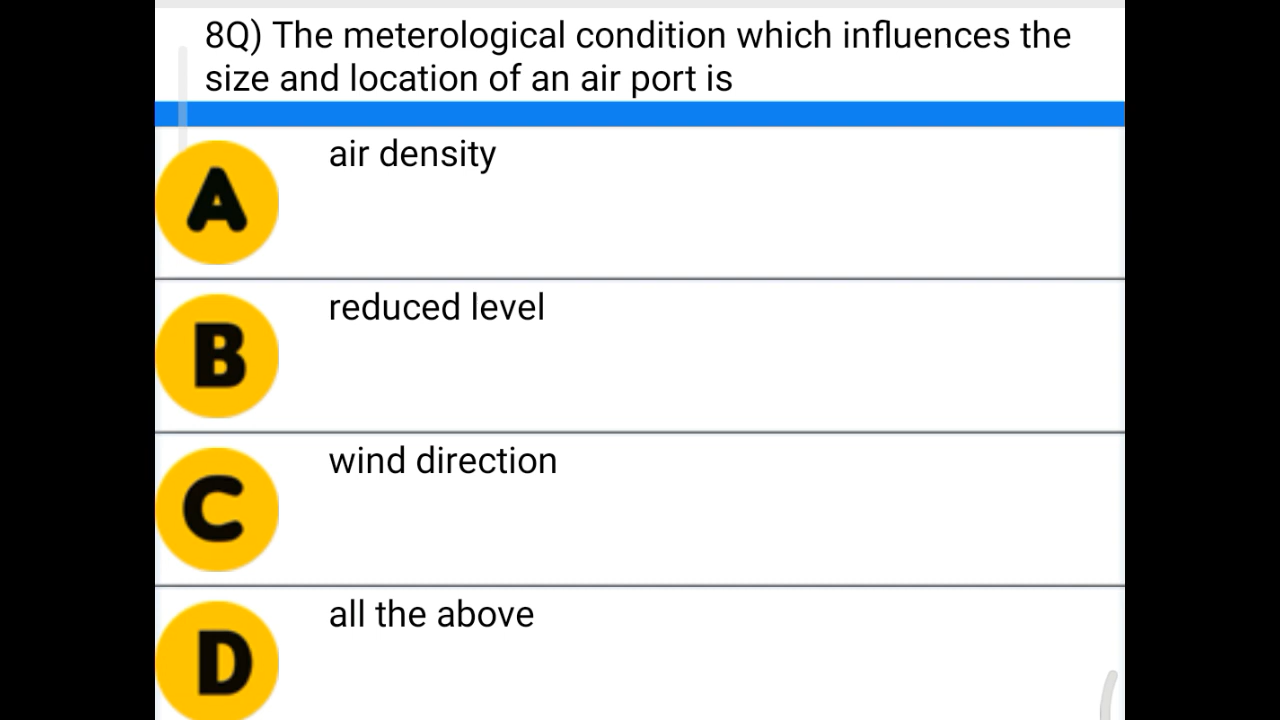 8Q) The meterological condition which influences the
size and location of an air port is
A
air density
B
reduced level
C
wind direction
D
all the above